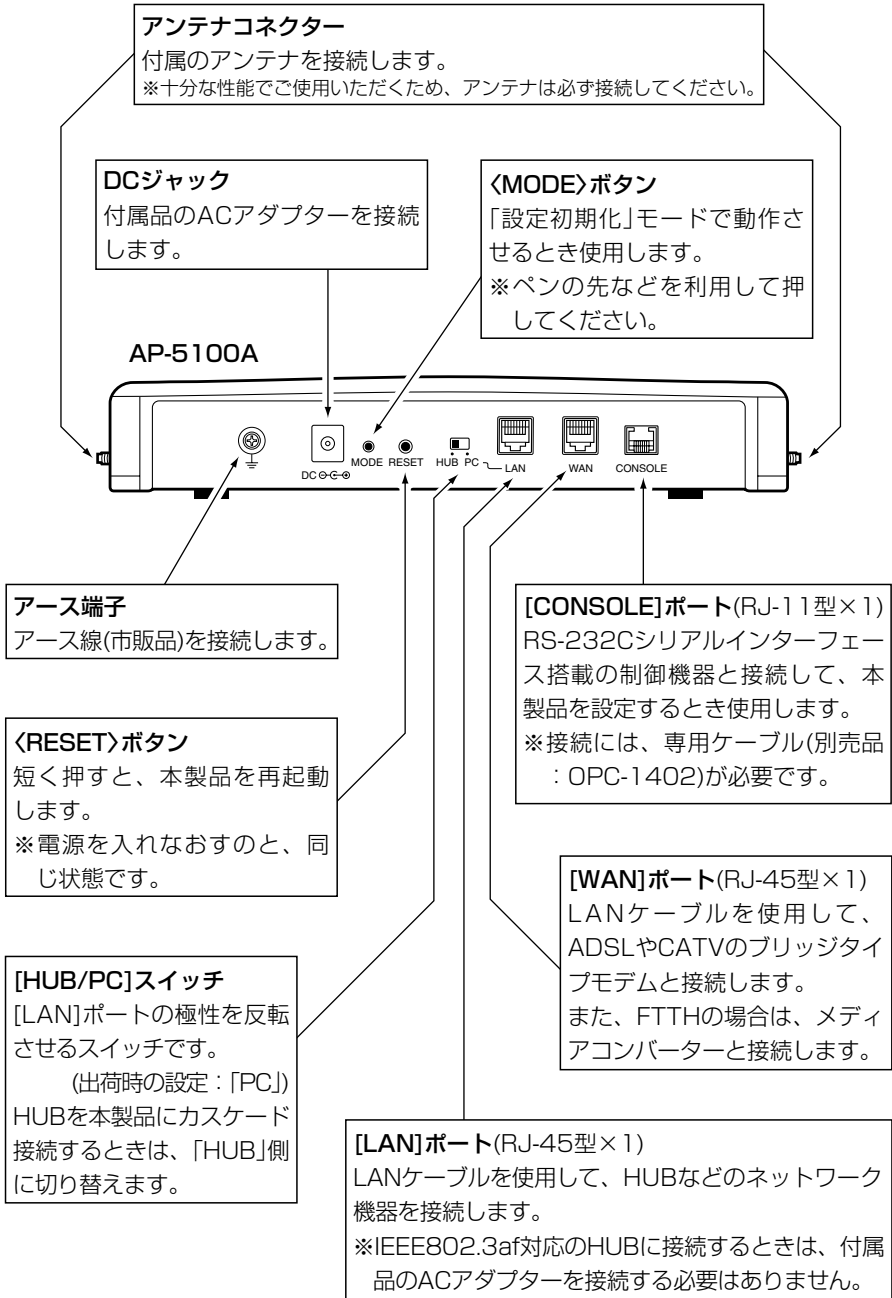 アンテナコネクター
付属のアンテナを接続します。
※十分な性能でご使用いただくため、アンテナは必ず接続してください。
DCジャック
付属品のACアダプターを接続
します。
〈MODE〉ボタン
「設定初期化」モードで動作さ
せるとき使用します。
※ペンの先などを利用して押
してください。
AP-5100A
DC
MODE
RESET
HUB PC
LAN
WAN
CONSOLE
アース端子
アース線(市販品)を接続します。
[CONSOLE]ポート(RJ-11型×1)
RS-232Cシリアルインターフェー
ス搭載の制御機器と接続して、本
製品を設定するとき使用します。
※接続には、専用ケーブル(別売品
：OPC-1402)が必要です。
〈RESET〉ボタン
短く押すと、本製品を再起動
します。
※電源を入れなおすのと、同
じ状態です。
[WAN]ポート(RJ-45型×1)
LANケーブルを使用して、
ADSLやCATVのブリッジタイ
プモデムと接続します。
また、FTTHの場合は、メディ
アコンバーターと接続します。
[HUB/PC]スイッチ
[LAN]ポートの極性を反転
させるスイッチです。
(出荷時の設定：「PC」)
HUBを本製品にカスケード
接続するときは、「HUB」側
に切り替えます。
[LAN]ポート(RJ-45型×1)
LANケーブルを使用して、HUBなどのネットワーク
機器を接続します。
※IEEE802.3af対応のHUBに接続するときは、付属
品のACアダプターを接続する必要はありません。